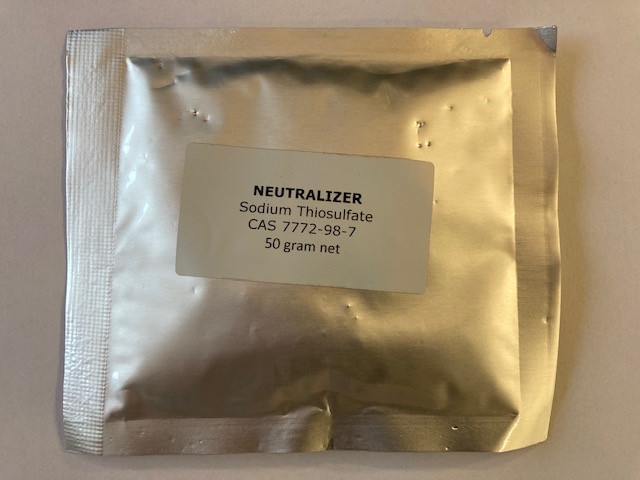 NEUTRALIZER
Sodium Thiosulfate
CAS 7772-98-7
50 gram net